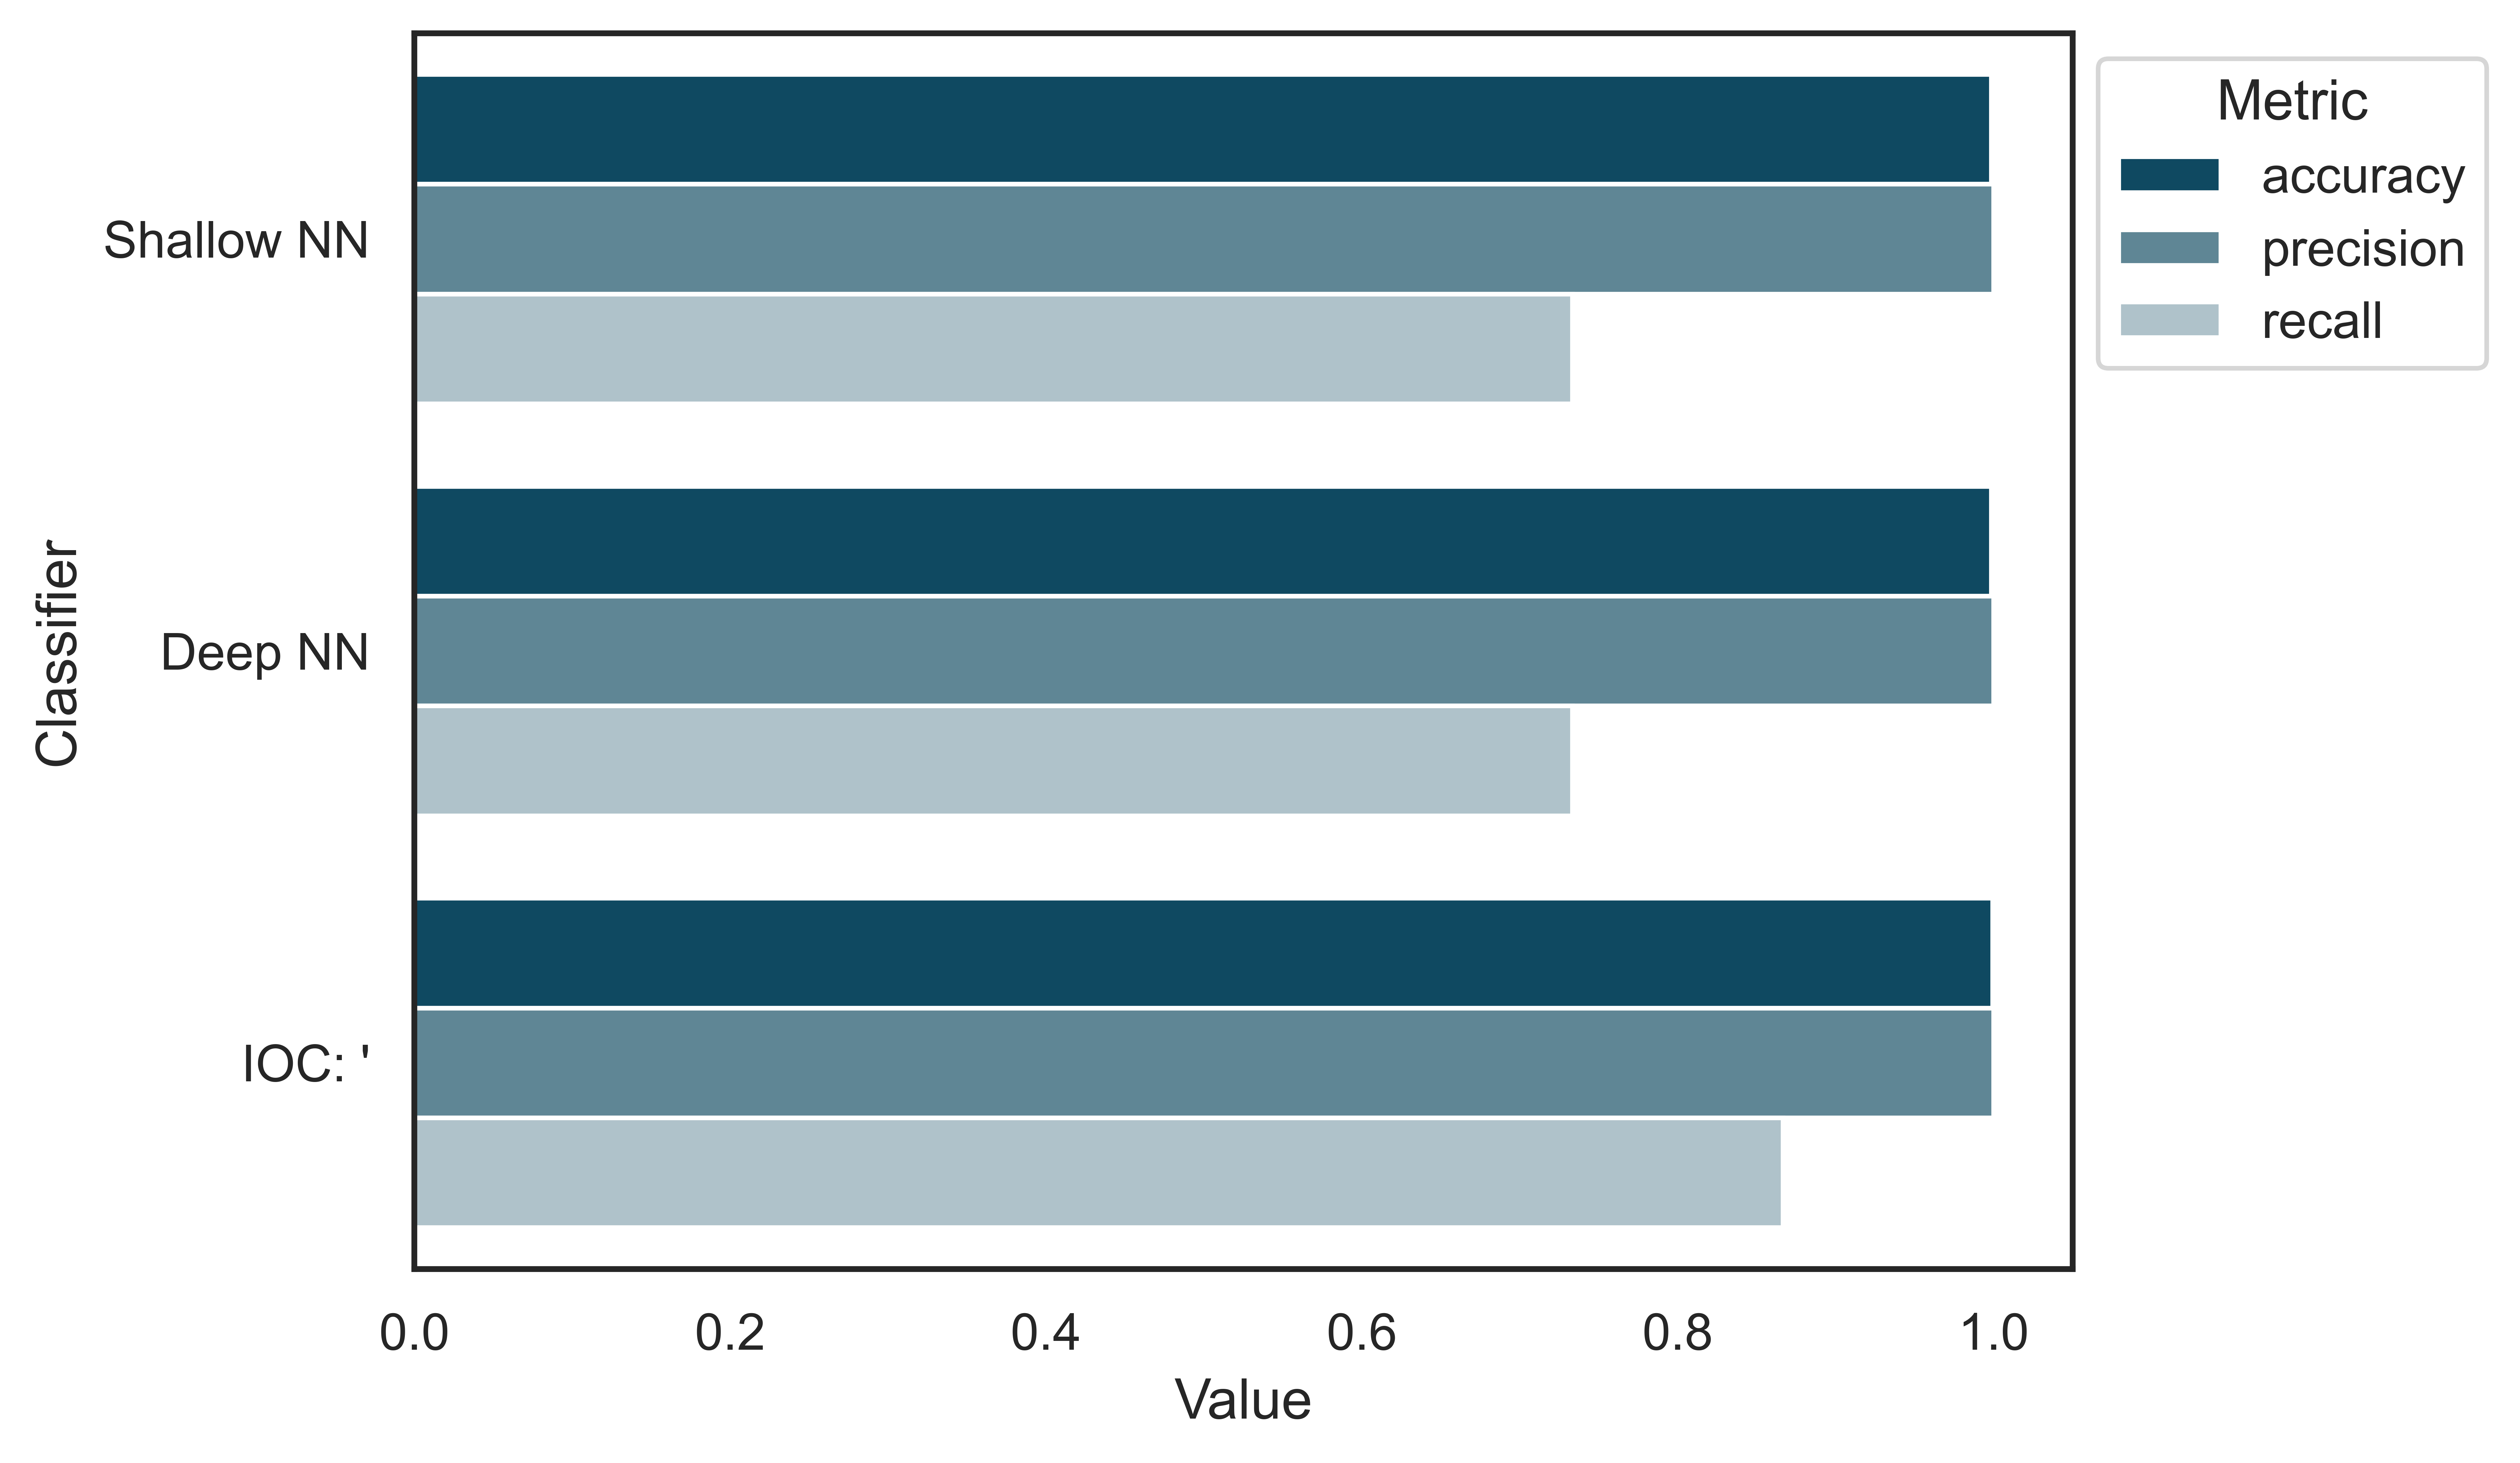 Metric
accuracy
precision
recall
Classifier
Shallow NN
Deep NN
IOC: '
0.0 0.2 0.4 0.6 0.8 1.0
Value